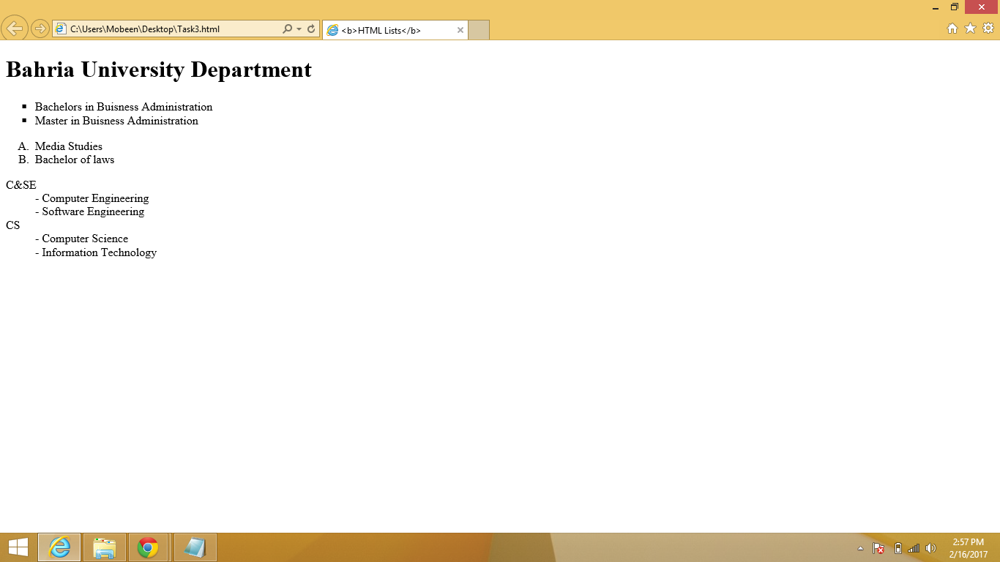 C:\Users\Mobeen\Desktop\Task3.html
<b>HTML Lists</b>
Bahria University Department
▪ Bachelors in Buisness Administration
▪ Master in Buisness Administration
A. Media Studies
B. Bachelor of laws
C&SE
- Computer Engineering
- Software Engineering
CS
- Computer Science
- Information Technology
2:57 PM
2/16/2017